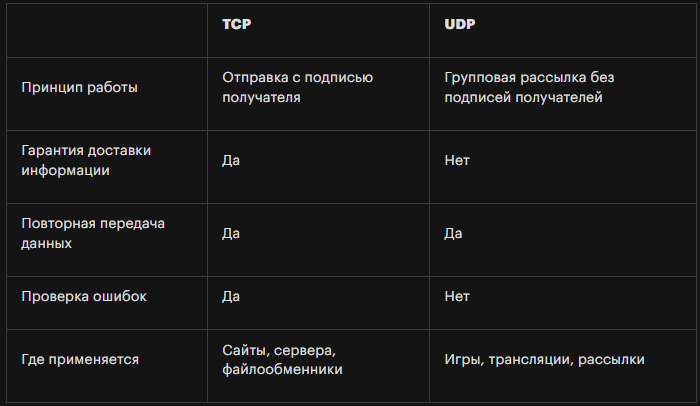 TCP
UDP
Принцип работы
Отправка с подписью
получателя
Групповая рассылка без
подписей получателей
Гарантия доставки
информации
Да
Нет
Повторная передача
данных
Да
Да
Проверка ошибок
Да
Нет
Где применяется
Сайты, сервера,
файлообменники
Игры, трансляции, рассылки